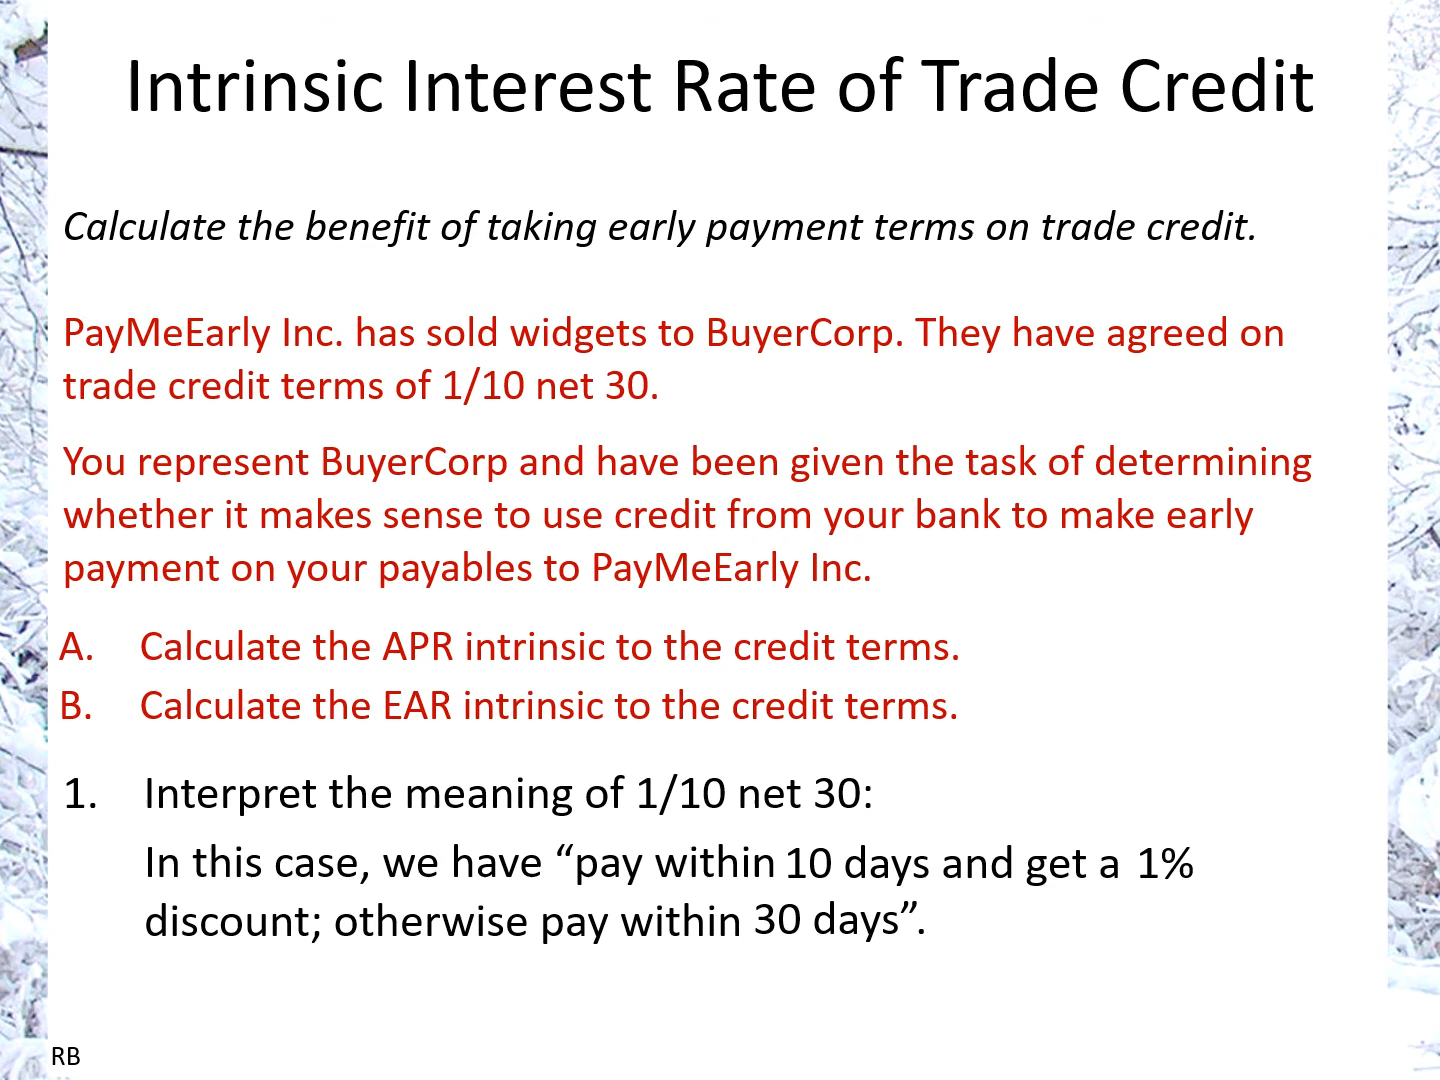 Intrinsic Interest Rate of Trade Credit
Calculate the benefit of taking early payment terms on trade credit.
PayMeEarly Inc. has sold widgets to BuyerCorp. They have agreed on
trade credit terms of 1/10 net 30.
You represent BuyerCorp and have been given the task of determining
whether it makes sense to use credit from your bank to make early
payment on your payables to PayMeEarly Inc.
A. Calculate the APR intrinsic to the credit terms.
B. Calculate the EAR intrinsic to the credit terms.
1. Interpret the meaning of 1/10 net 30:
In this case, we have “pay within 10 days and get a 1%
discount; otherwise pay within 30 days”.
RB